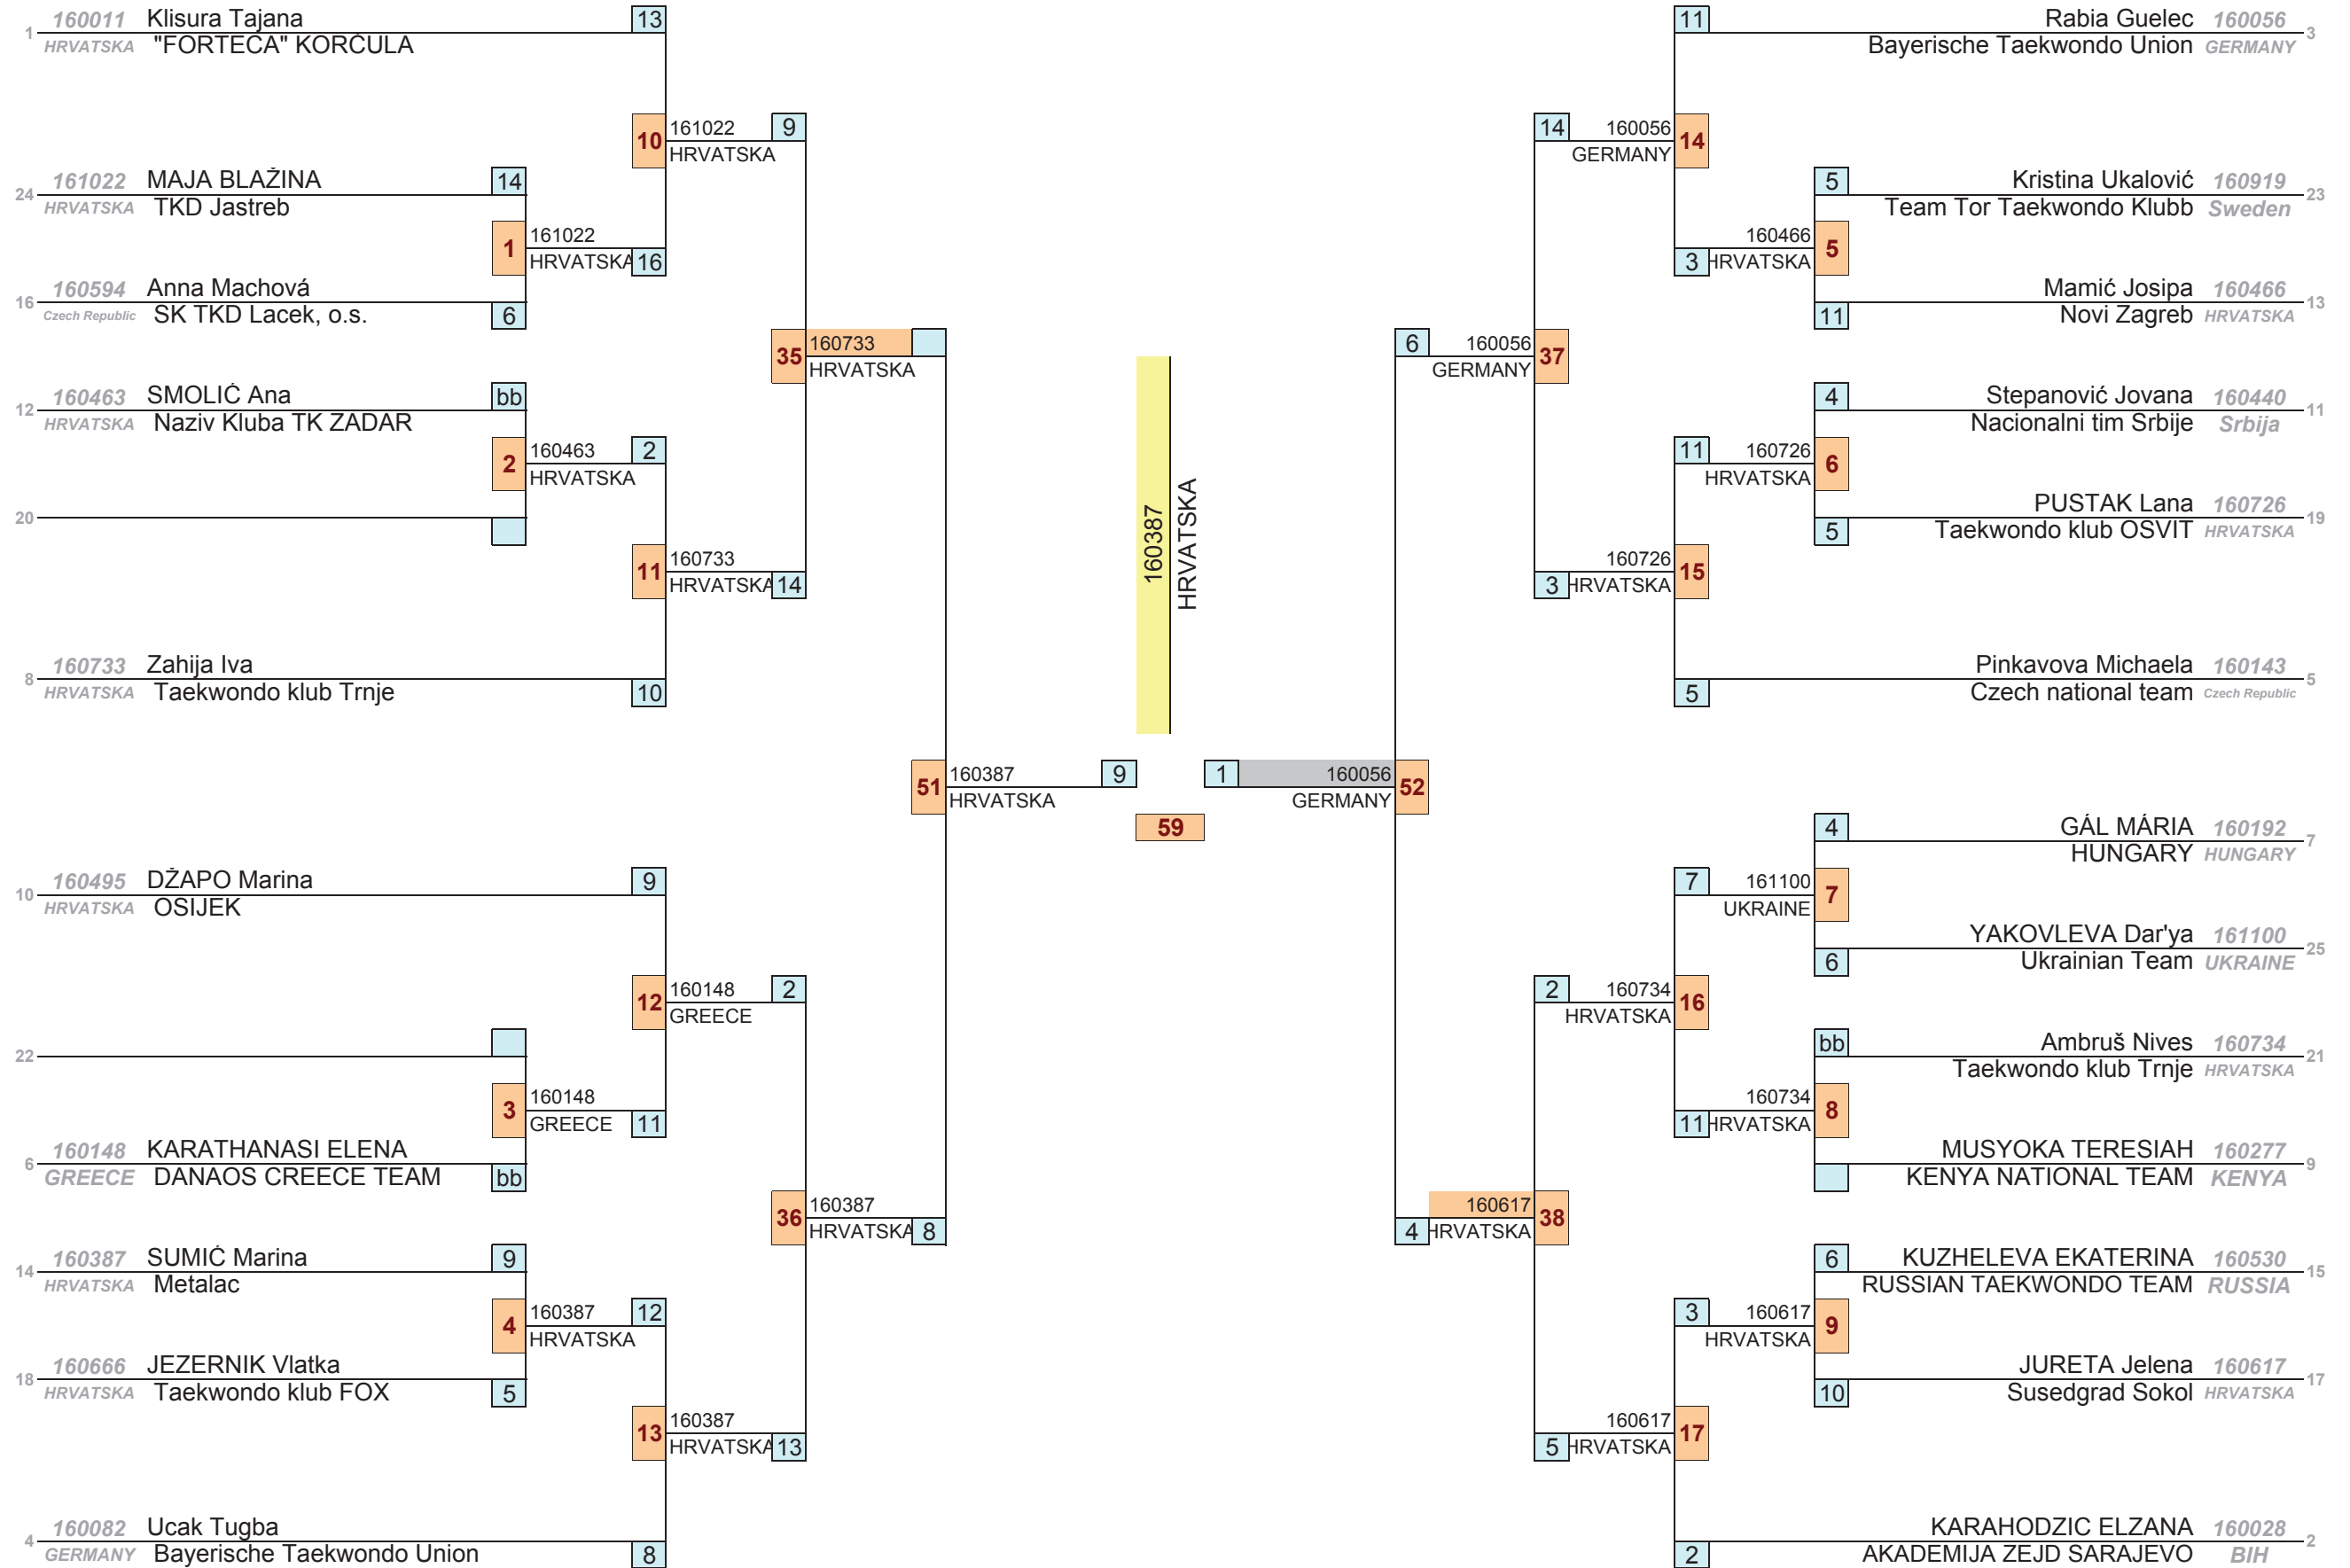 160011 Klisura Tajana 13
1 HRVATSKA "FORTECA" KORČULA
11 Rabia Guelec 160056
Bayerische Taekwondo Union GERMANY 3
10 161022 9
HRVATSKA
14 160056 14
GERMANY
161022 MAJA BLAŽINA 14
24 HRVATSKA TKD Jastreb
5 Kristina Ukalović 160919
Team Tor Taekwondo Klubb Sweden 23
1 161022
HRVATSKA 16
160466 5
3 HRVATSKA
160594 Anna Machová
16 Czech Republic SK TKD Lacek, o.s. 6
Mamić Josipa 160466
11 Novi Zagreb HRVATSKA 13
35 160733
HRVATSKA
6 160056 37
GERMANY
160463 SMOLIĆ Ana bb
12 HRVATSKA Naziv Kluba TK ZADAR
4 Stepanović Jovana 160440
Nacionalni tim Srbije Srbija 11
2 160463 2
HRVATSKA
11 160726 6
HRVATSKA
20
PUSTAK Lana 160726
5 Taekwondo klub OSVIT HRVATSKA 19
160387
HRVATSKA
11 160733
HRVATSKA 14
160726 15
3 HRVATSKA
160733 Zahija Iva
8 HRVATSKA Taekwondo klub Trnje 10
Pinkavova Michaela 160143
5 Czech national team Czech Republic 5
51 160387 9
HRVATSKA
1 160056 52
GERMANY
59
4 GÁL MÁRIA 160192
HUNGARY HUNGARY 7
160495 DŽAPO Marina 9
10 HRVATSKA OSIJEK
7 161100 7
UKRAINE
YAKOVLEVA Dar'ya 161100
6 Ukrainian Team UKRAINE 25
12 160148 2
GREECE
2 160734 16
HRVATSKA
22
bb Ambruš Nives 160734
Taekwondo klub Trnje HRVATSKA 21
3 160148
GREECE 11
160734 8
11 HRVATSKA
160148 KARATHANASI ELENA
6 GREECE DANAOS CREECE TEAM bb
MUSYOKA TERESIAH 160277
KENYA NATIONAL TEAM KENYA 9
36 160387
HRVATSKA 8
160617 38
4 HRVATSKA
160387 SUMIĆ Marina 9
14 HRVATSKA Metalac
6 KUZHELEVA EKATERINA 160530
RUSSIAN TAEKWONDO TEAM RUSSIA 15
4 160387 12
HRVATSKA
3 160617 9
HRVATSKA
160666 JEZERNIK Vlatka
18 HRVATSKA Taekwondo klub FOX 5
JURETA Jelena 160617
10 Susedgrad Sokol HRVATSKA 17
13 160387
HRVATSKA 13
160617 17
5 HRVATSKA
160082 Ucak Tugba
4 GERMANY Bayerische Taekwondo Union 8
KARAHODZIC ELZANA 160028
2 AKADEMIJA ZEJD SARAJEVO BIH 2